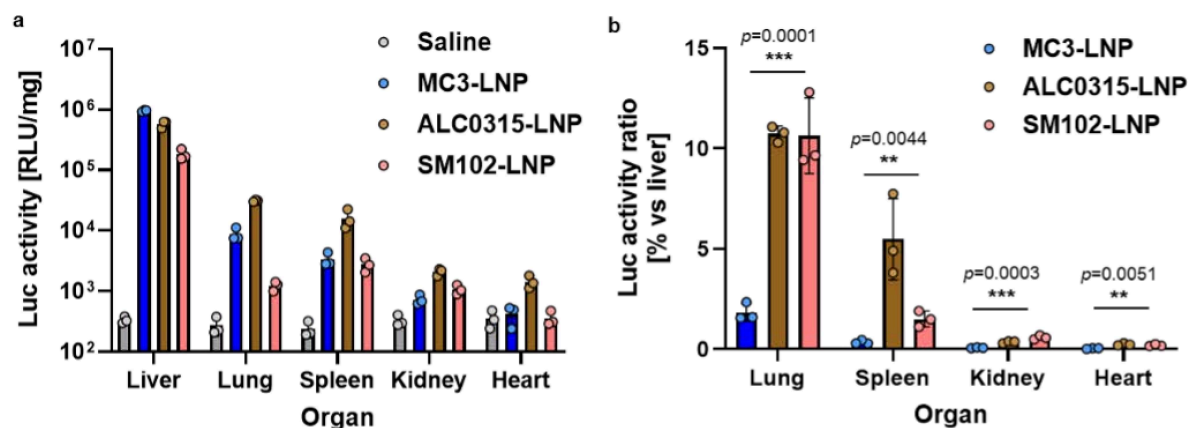 a
Luc activity [RLU/mg]
10⁷
10⁶
10⁵
10⁴
10³
10²
Saline
MC3-LNP
ALC0315-LNP
SM102-LNP
Liver Lung Spleen Kidney Heart
Organ
b
Luc activity ratio
[% vs liver]
15
10
5
0
p=0.0001
***
p=0.0044
**
p=0.0003
***
p=0.0051
**
MC3-LNP
ALC0315-LNP
SM102-LNP
Lung Spleen Kidney Heart
Organ